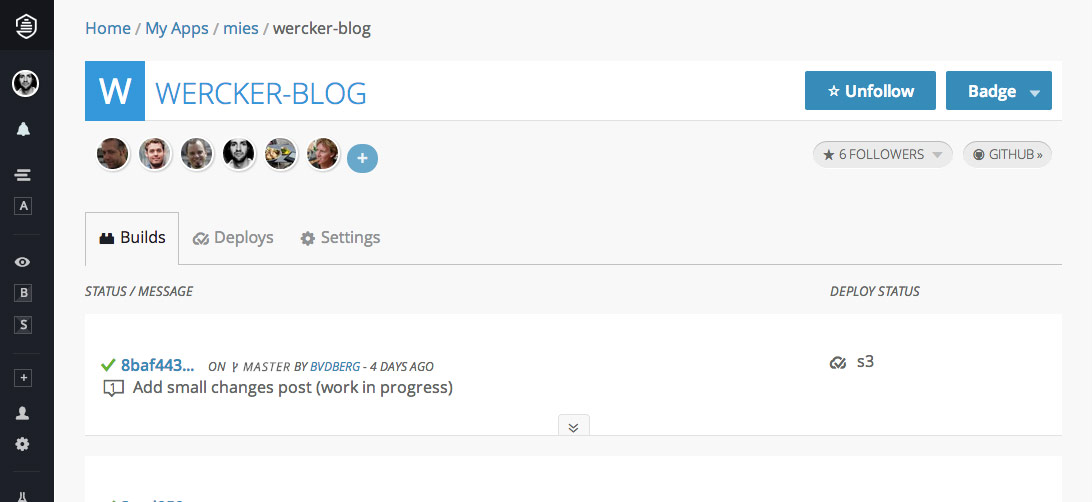 Home / My Apps / mies / wercker-blog
W WERCKER-BLOG
Unfollow
Badge
6 FOLLOWERS
GITHUB »
A
Builds
Deploys
Settings
B
STATUS / MESSAGE
DEPLOY STATUS
S
8baf443... ON MASTER BY BVDBERG - 4 DAYS AGO
s3
1 Add small changes post (work in progress)